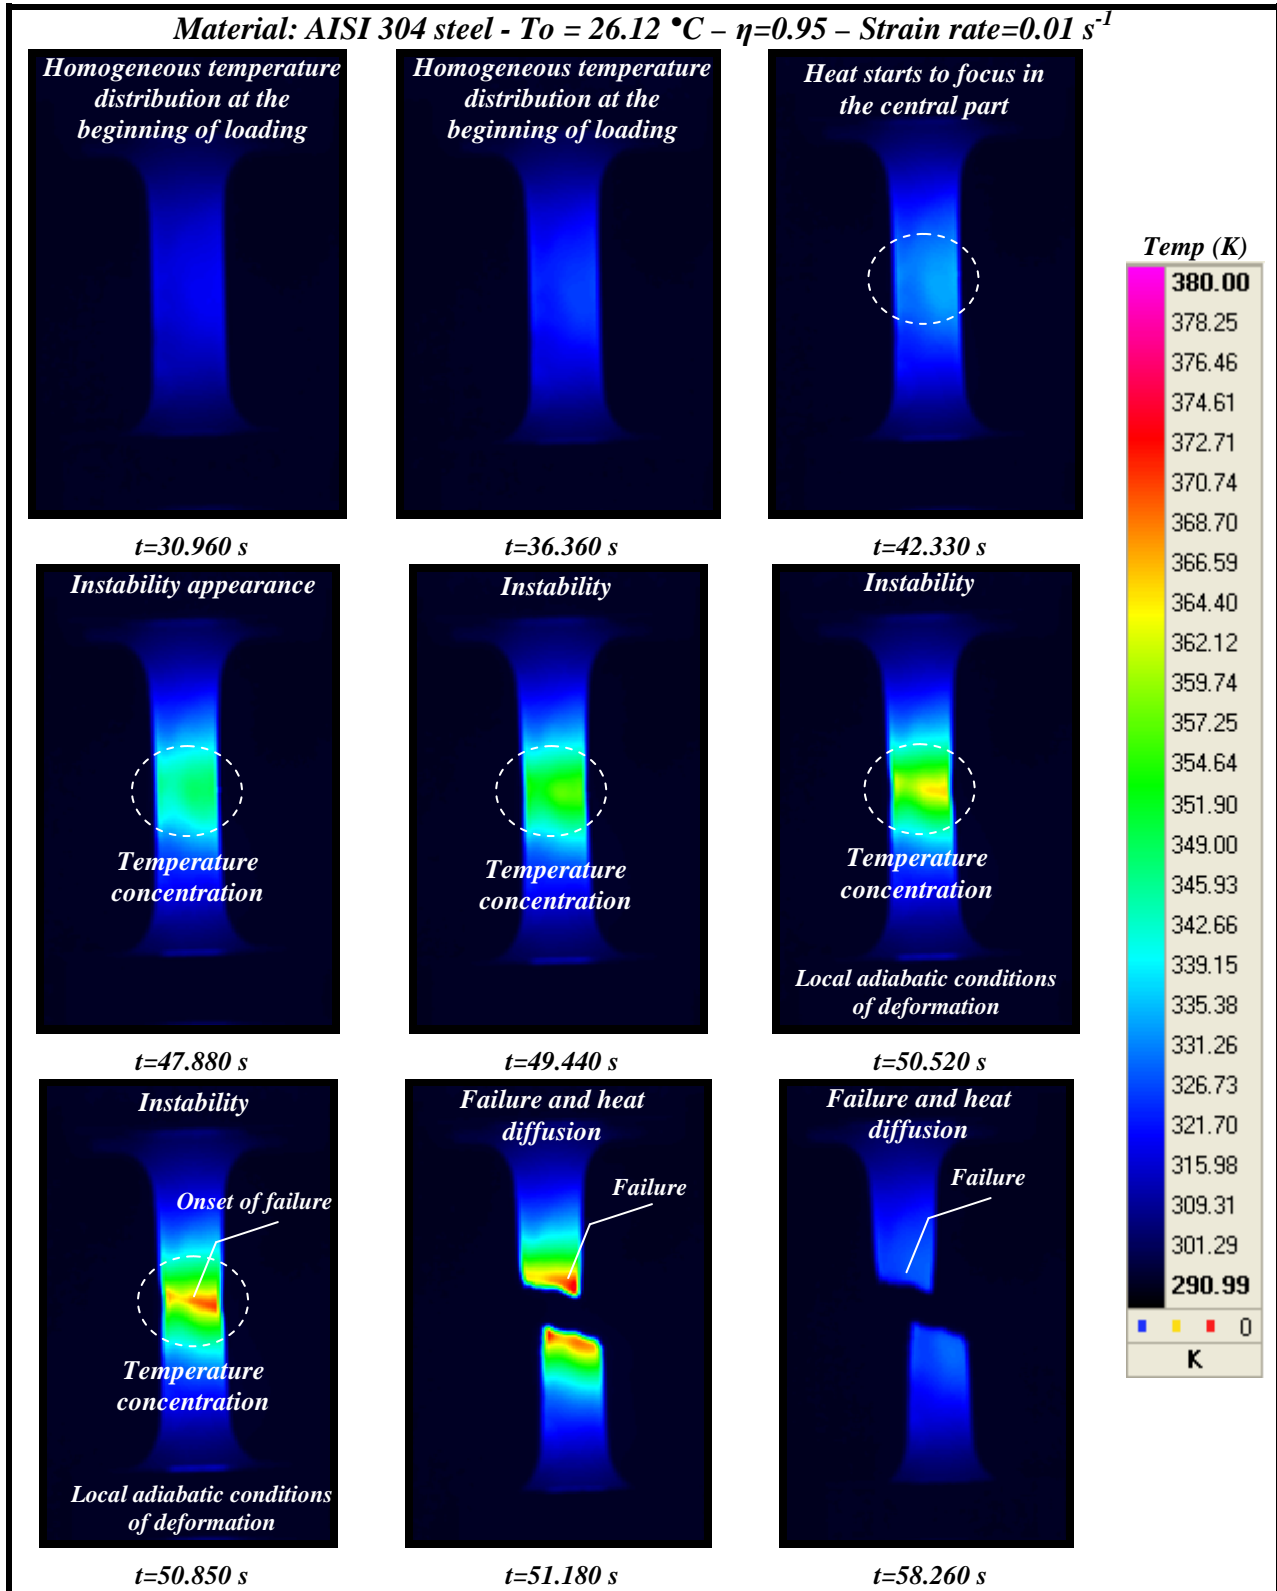 Material: AISI 304 steel - To = 26.12 °C – η=0.95 – Strain rate=0.01 s⁻¹
Homogeneous temperature
distribution at the
beginning of loading
t=30.960 s
Homogeneous temperature
distribution at the
beginning of loading
t=36.360 s
Heat starts to focus in
the central part
t=42.330 s
Instability appearance
Temperature
concentration
t=47.880 s
Instability
Temperature
concentration
t=49.440 s
Instability
Temperature
concentration
Local adiabatic conditions
of deformation
t=50.520 s
Instability
Onset of failure
Temperature
concentration
Local adiabatic conditions
of deformation
t=50.850 s
Failure and heat
diffusion
Failure
t=51.180 s
Failure and heat
diffusion
Failure
t=58.260 s
Temp (K)
380.00
378.25
376.46
374.61
372.71
370.74
368.70
366.59
364.40
362.12
359.74
357.25
354.64
351.90
349.00
345.93
342.66
339.15
335.38
331.26
326.73
321.70
315.98
309.31
301.29
290.99
0
K